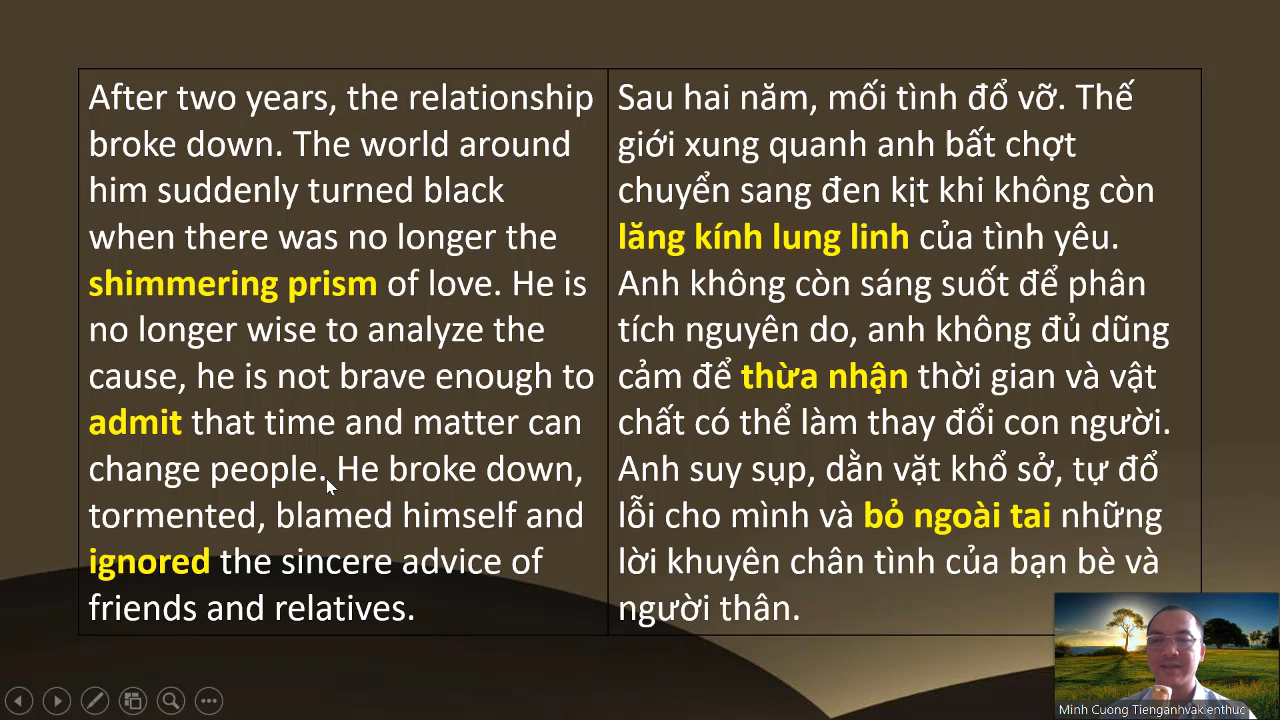 After two years, the relationship
broke down. The world around
him suddenly turned black
when there was no longer the
shimmering prism of love. He is
no longer wise to analyze the
cause, he is not brave enough to
admit that time and matter can
change people. He broke down,
tormented, blamed himself and
ignored the sincere advice of
friends and relatives.
Sau hai năm, mối tình đổ vỡ. Thế
giới xung quanh anh bất chợt
chuyển sang đen kịt khi không còn
lăng kính lung linh của tình yêu.
Anh không còn sáng suốt để phân
tích nguyên do, anh không đủ dũng
cảm để thừa nhận thời gian và vật
chất có thể làm thay đổi con người.
Anh suy sụp, dằn vặt khổ sở, tự đổ
lỗi cho mình và bỏ ngoài tai những
lời khuyên chân tình của bạn bè và
người thân.
Minh Cuong Tienganhvakienthuc